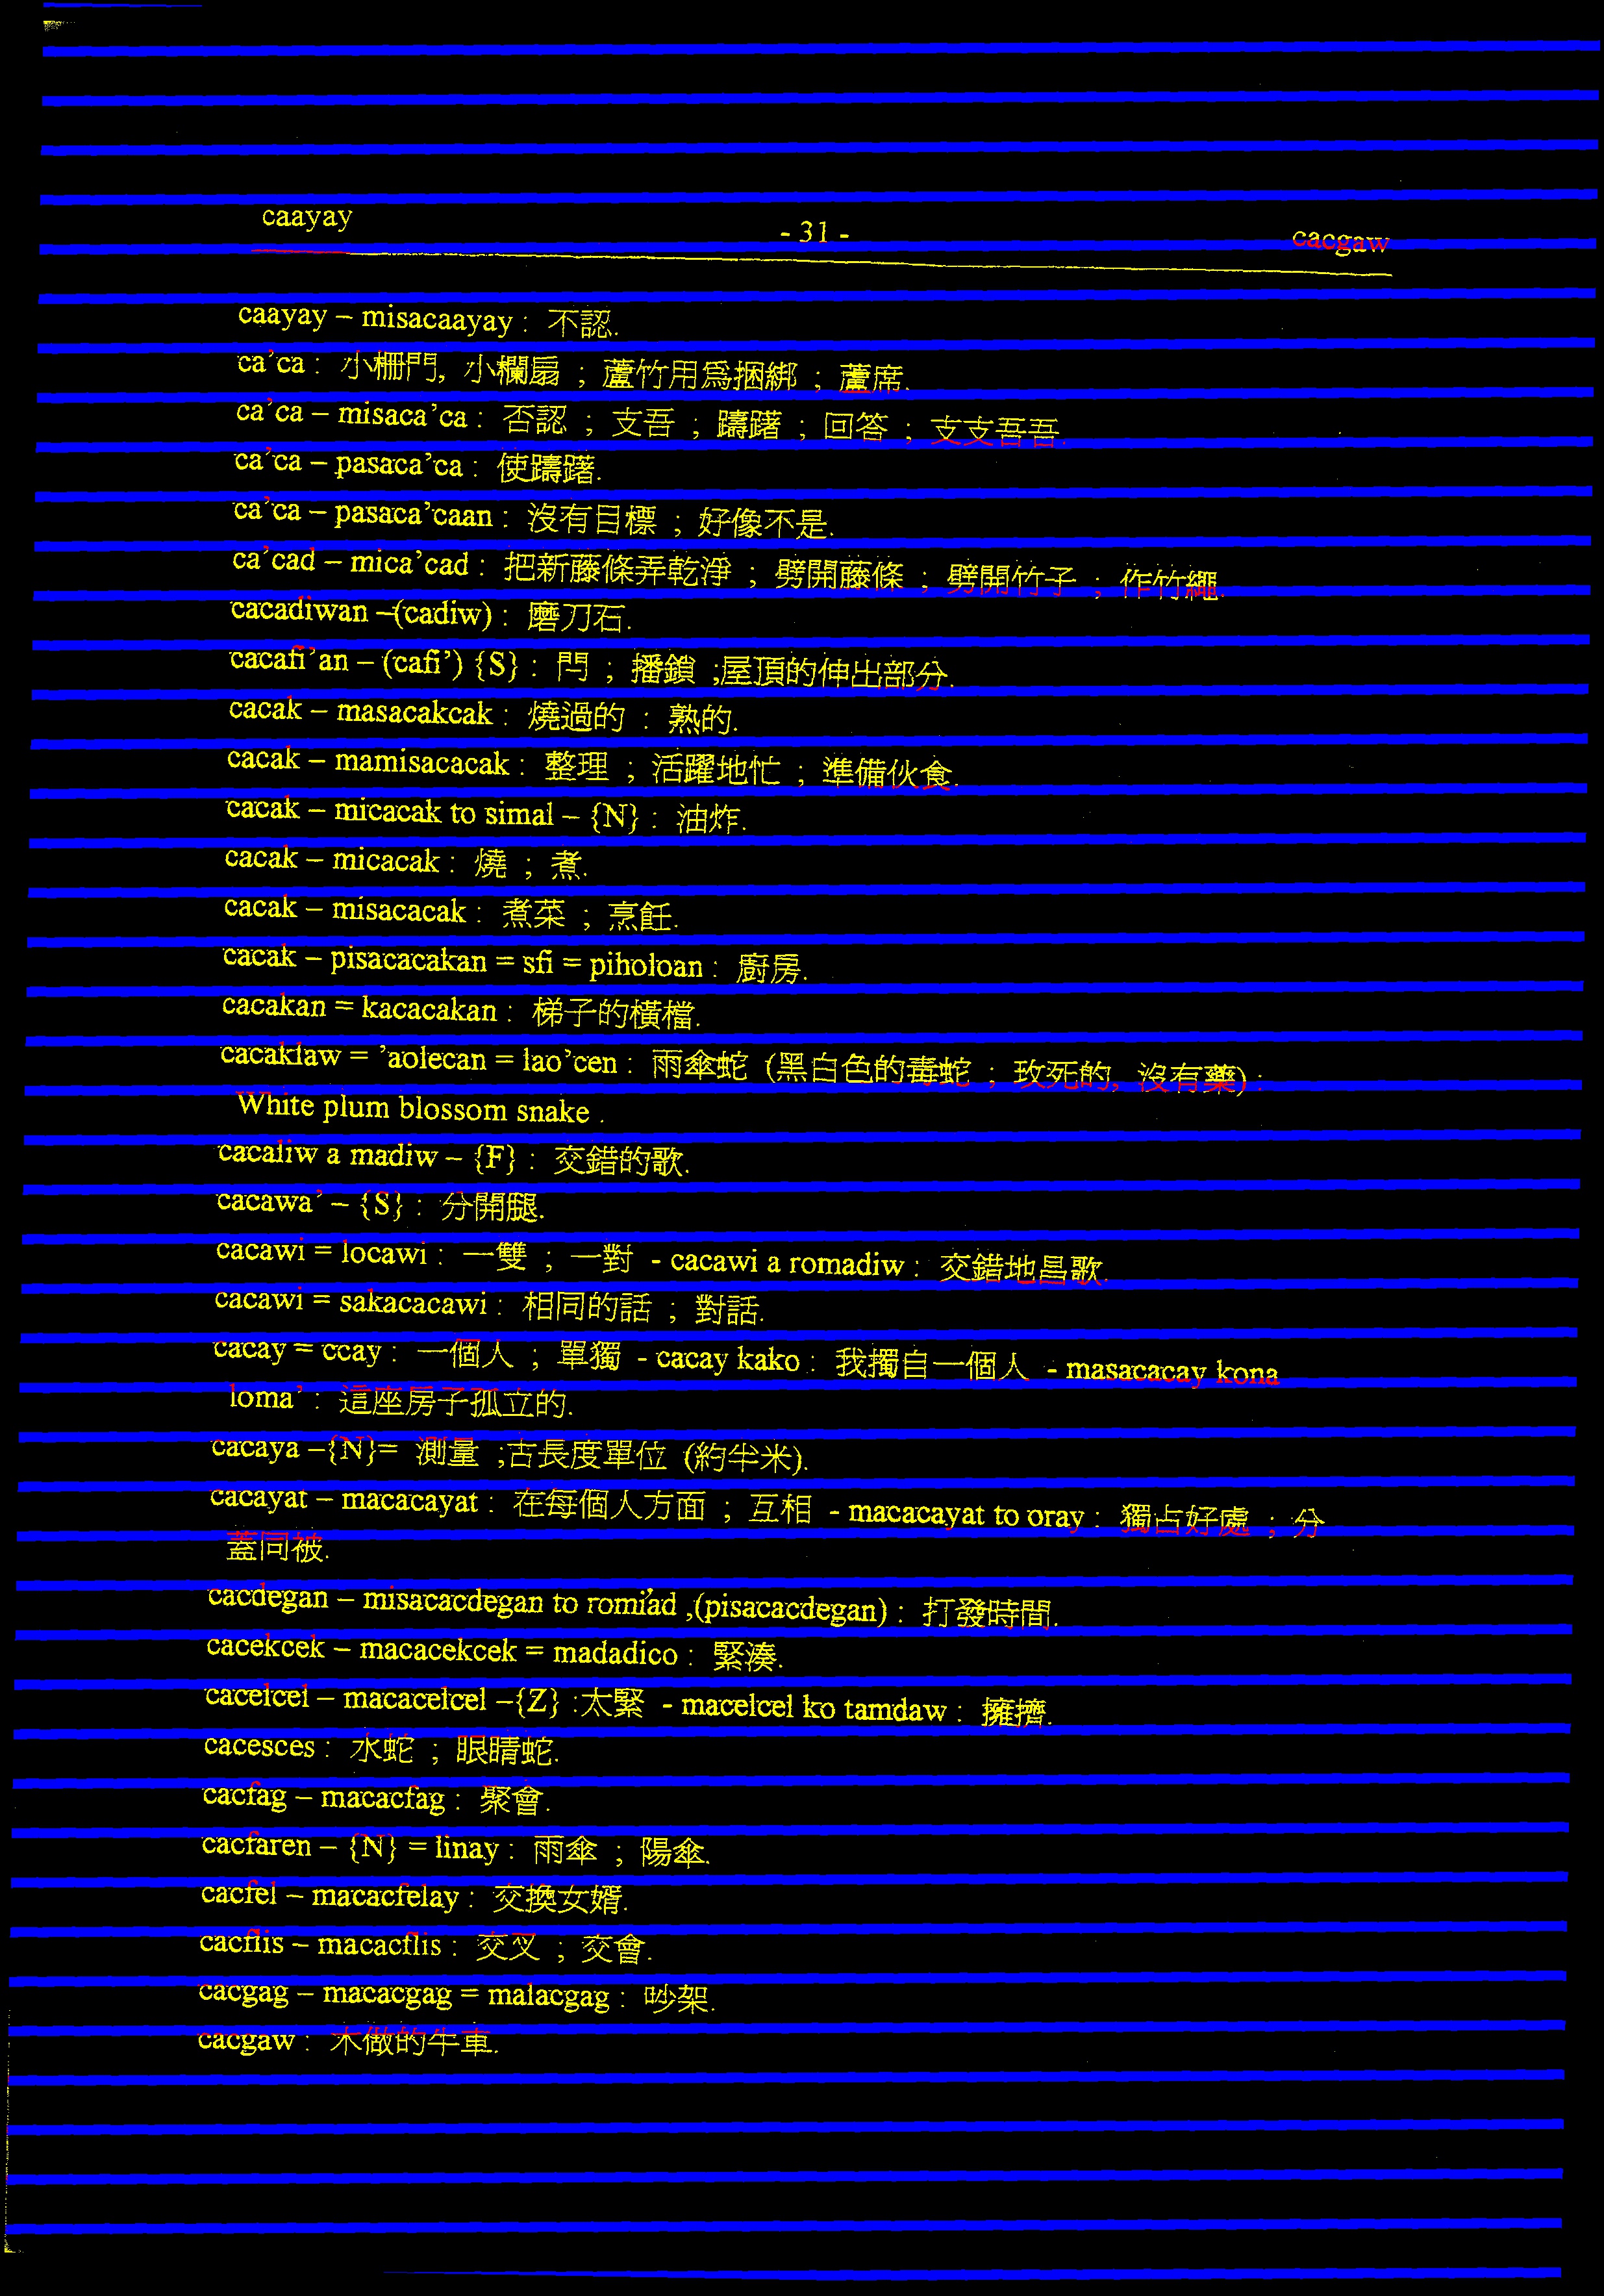 caayay - 31 - cacgaw
caayay – misacaayay : 不認.
ca'ca : 小柵門, 小欄扇 ; 蘆竹用爲捆綁 ; 蘆席.
ca'ca – misaca'ca : 否認 ; 支吾 ; 躊躇 ; 回答 ; 支支吾吾.
ca'ca – pasaca'ca : 使躊躇.
ca'ca – pasaca'caan : 沒有目標 ; 好像不是.
ca'cad – mica'cad : 把新藤條弄乾淨 ; 劈開藤條 ; 劈開竹子 ; 作竹繩.
cacadiwan –(cadiw) : 磨刀石.
cacafi'an – (cafi') {S} : 閂 ; 播鎖 ;屋頂的伸出部分.
cacak – masacakcak : 燒過的 : 熟的.
cacak – mamisacacak : 整理 ; 活躍地忙 ; 準備伙食.
cacak – micacak to simal – {N} : 油炸.
cacak – micacak : 燒 ; 煮.
cacak – misacacak : 煮菜 ; 烹飪.
cacak – pisacacakan = sfi = piholoan : 廚房.
cacakan = kacacakan : 梯子的橫檔.
cacaklaw = 'aolecan = lao'cen : 雨傘蛇 (黑白色的毒蛇 ; 致死的, 沒有藥) :
White plum blossom snake .
cacaliw a madiw – {F} : 交錯的歌.
cacawa' – {S} : 分開腿.
cacawi = locawi : 一雙 ; 一對 - cacawi a romadiw : 交錯地昌歌.
cacawi = sakacacawi : 相同的話 ; 對話.
cacay = ccay : 一個人 ; 單獨 - cacay kako : 我獨自一個人 - masacacay kona
loma' : 這座房子孤立的.
cacaya –{N}= 測量 ;古長度單位 (約半米).
cacayat – macacayat : 在每個人方面 ; 互相 - macacayat to oray : 獨占好處 ; 分
蓋同被.
cacdegan – misacacdegan to romi'ad ,(pisacacdegan) : 打發時間.
cacekcek – macacekcek = madadico : 緊湊.
cacelcel – macacelcel –{Z} :太緊 - macelcel ko tamdaw : 擁擠.
cacesces : 水蛇 ; 眼睛蛇.
cacfag – macacfag : 聚會.
cacfaren – {N} = linay : 雨傘 ; 陽傘.
cacfel – macacfelay : 交換女婿.
cacflis – macacflis : 交叉 ; 交會.
cacgag – macacgag = malacgag : 吵架.
cacgaw : 木做的牛車.